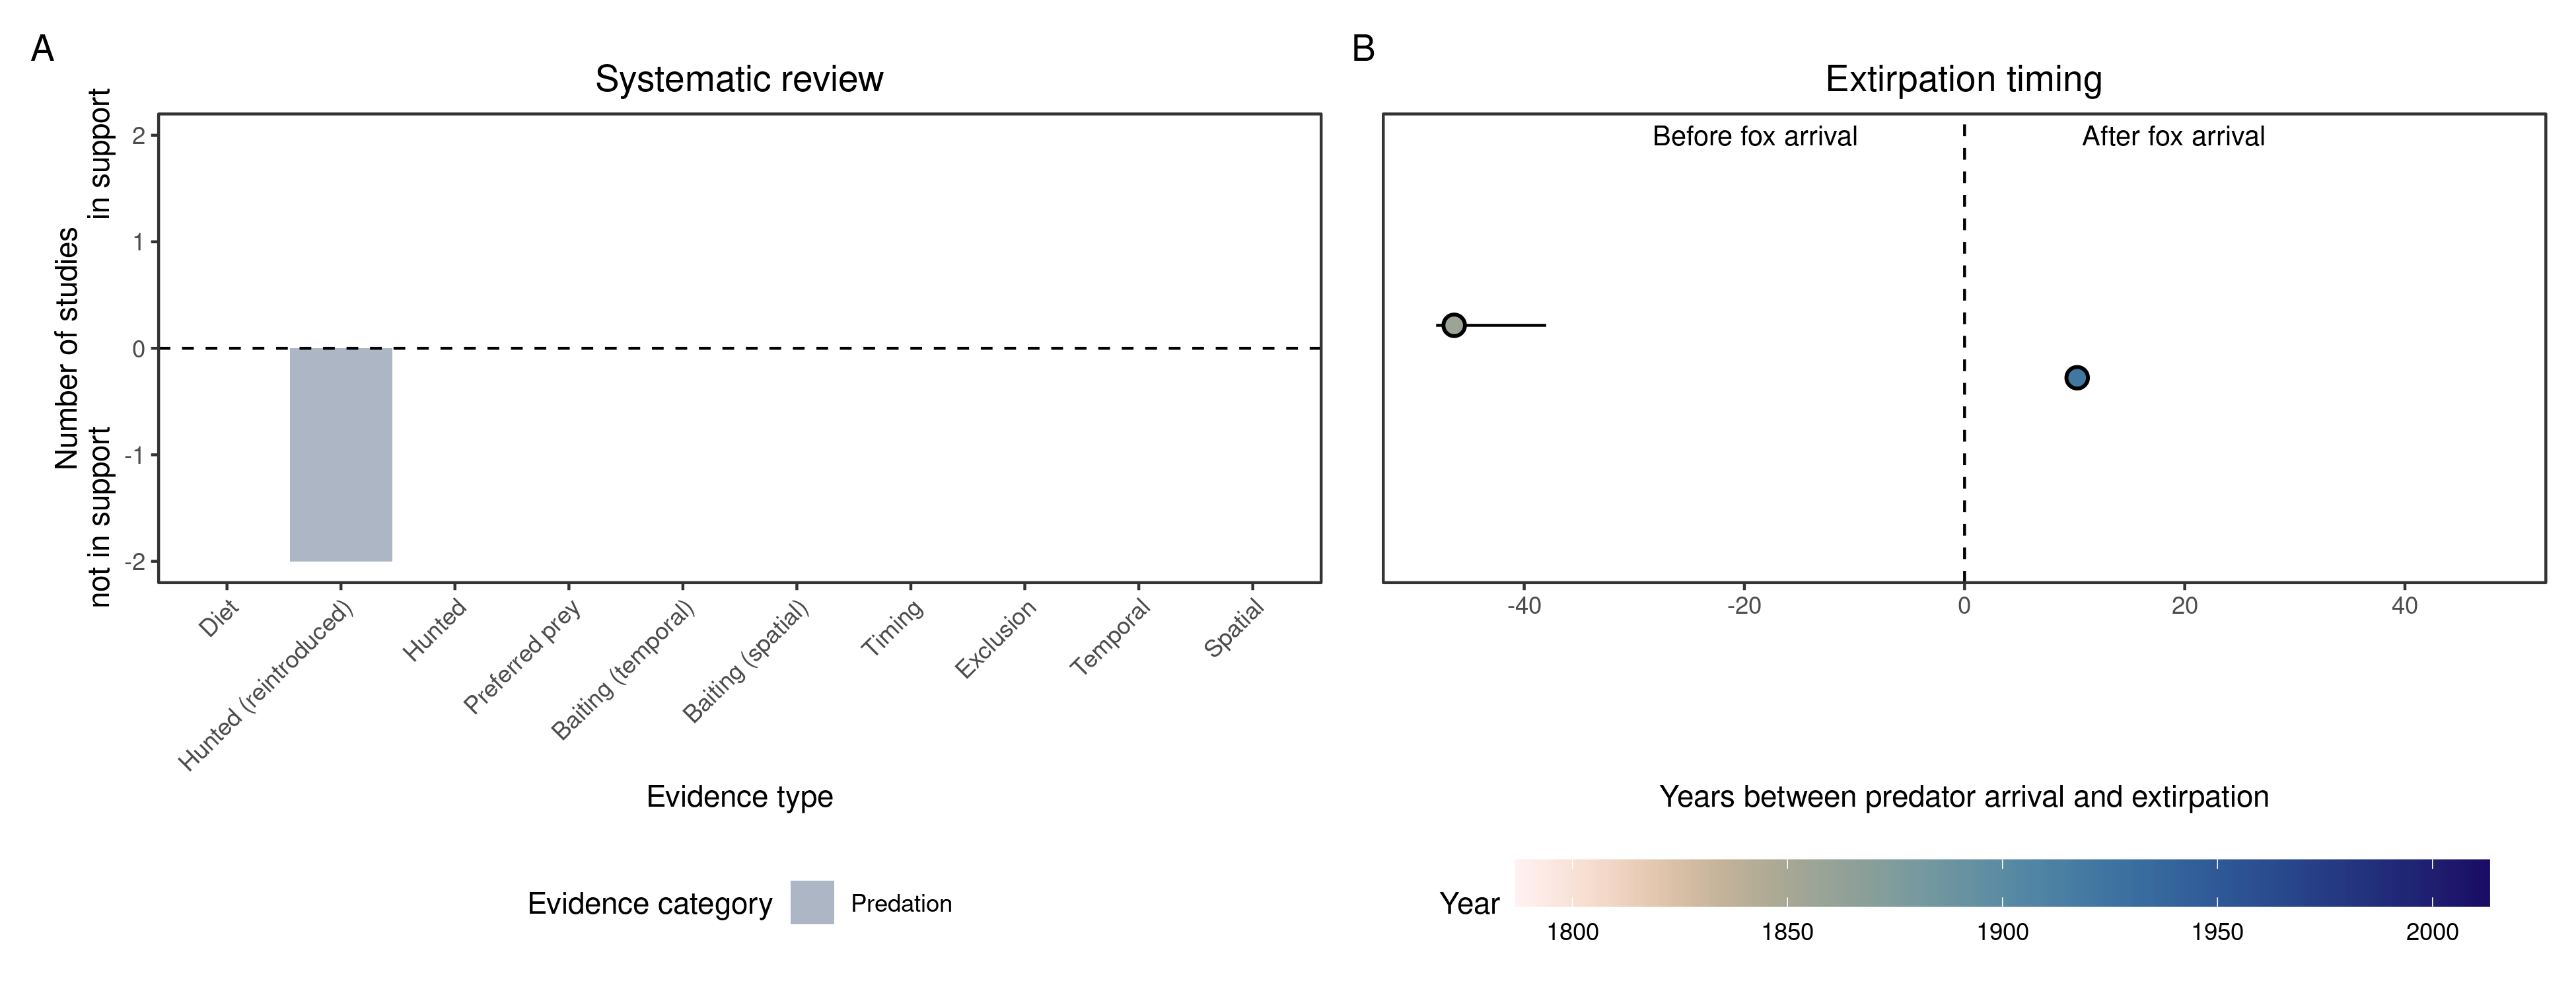 A
Systematic review
Number of studies
not in support
in support
2
1
0
-1
-2
Diet
Hunted (reintroduced)
Hunted
Preferred prey
Baiting (temporal)
Baiting (spatial)
Timing
Exclusion
Temporal
Spatial
Evidence type
Evidence category
Predation
B
Extirpation timing
Before fox arrival
After fox arrival
-40
-20
0
20
40
Years between predator arrival and extirpation
Year
1800
1850
1900
1950
2000